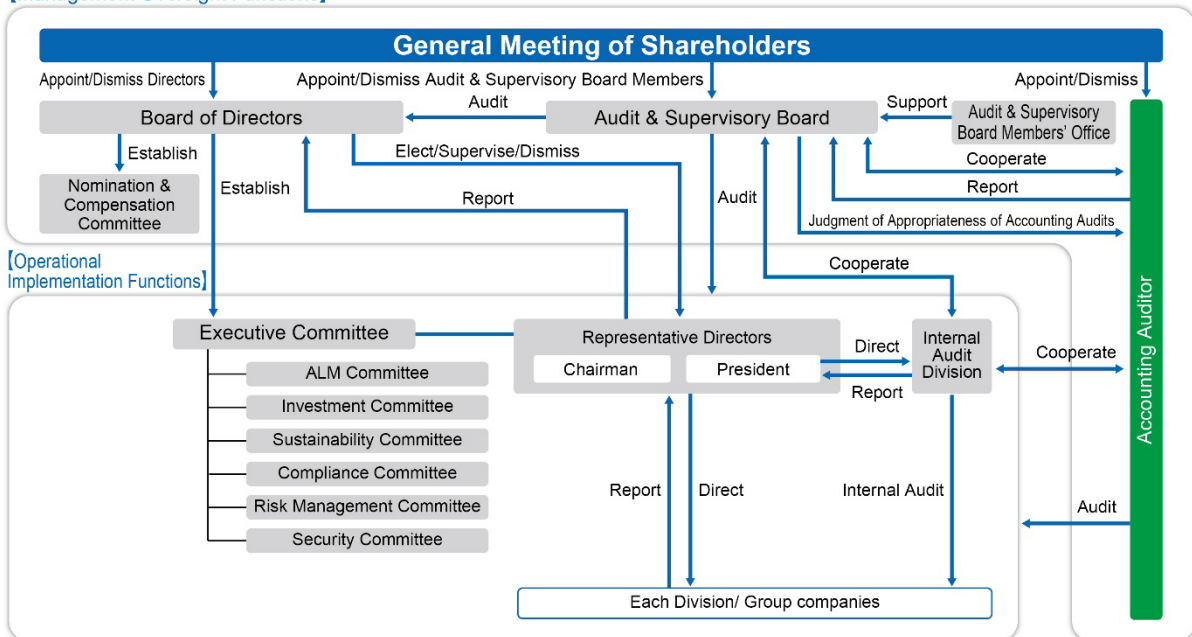 General Meeting of Shareholders
Appoint/Dismiss Directors
Appoint/Dismiss Audit & Supervisory Board Members
Appoint/Dismiss
Board of Directors
Audit
Audit & Supervisory Board
Support
Audit & Supervisory
Board Members' Office
Establish
Elect/Supervise/Dismiss
Cooperate
Nomination &
Compensation
Committee
Establish
Report
Audit
Report
Judgment of Appropriateness of Accounting Audits
【Operational
Implementation Functions】
Cooperate
Executive Committee
Representative Directors
Chairman
President
Direct
Report
Internal
Audit
Division
Cooperate
Accounting Auditor
ALM Committee
Investment Committee
Sustainability Committee
Compliance Committee
Risk Management Committee
Security Committee
Report
Direct
Internal Audit
Audit
Each Division/ Group companies